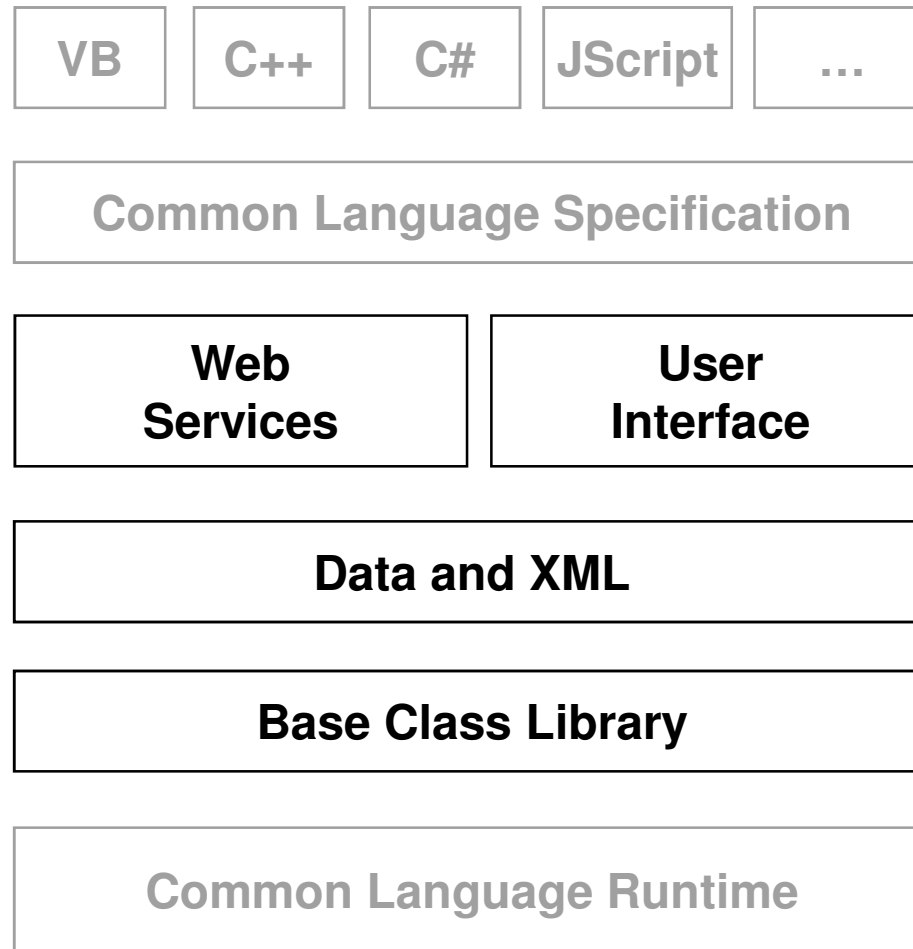 VB C++ C# JScript ...
Common Language Specification
Web User
Services Interface
Data and XML
Base Class Library
Common Language Runtime